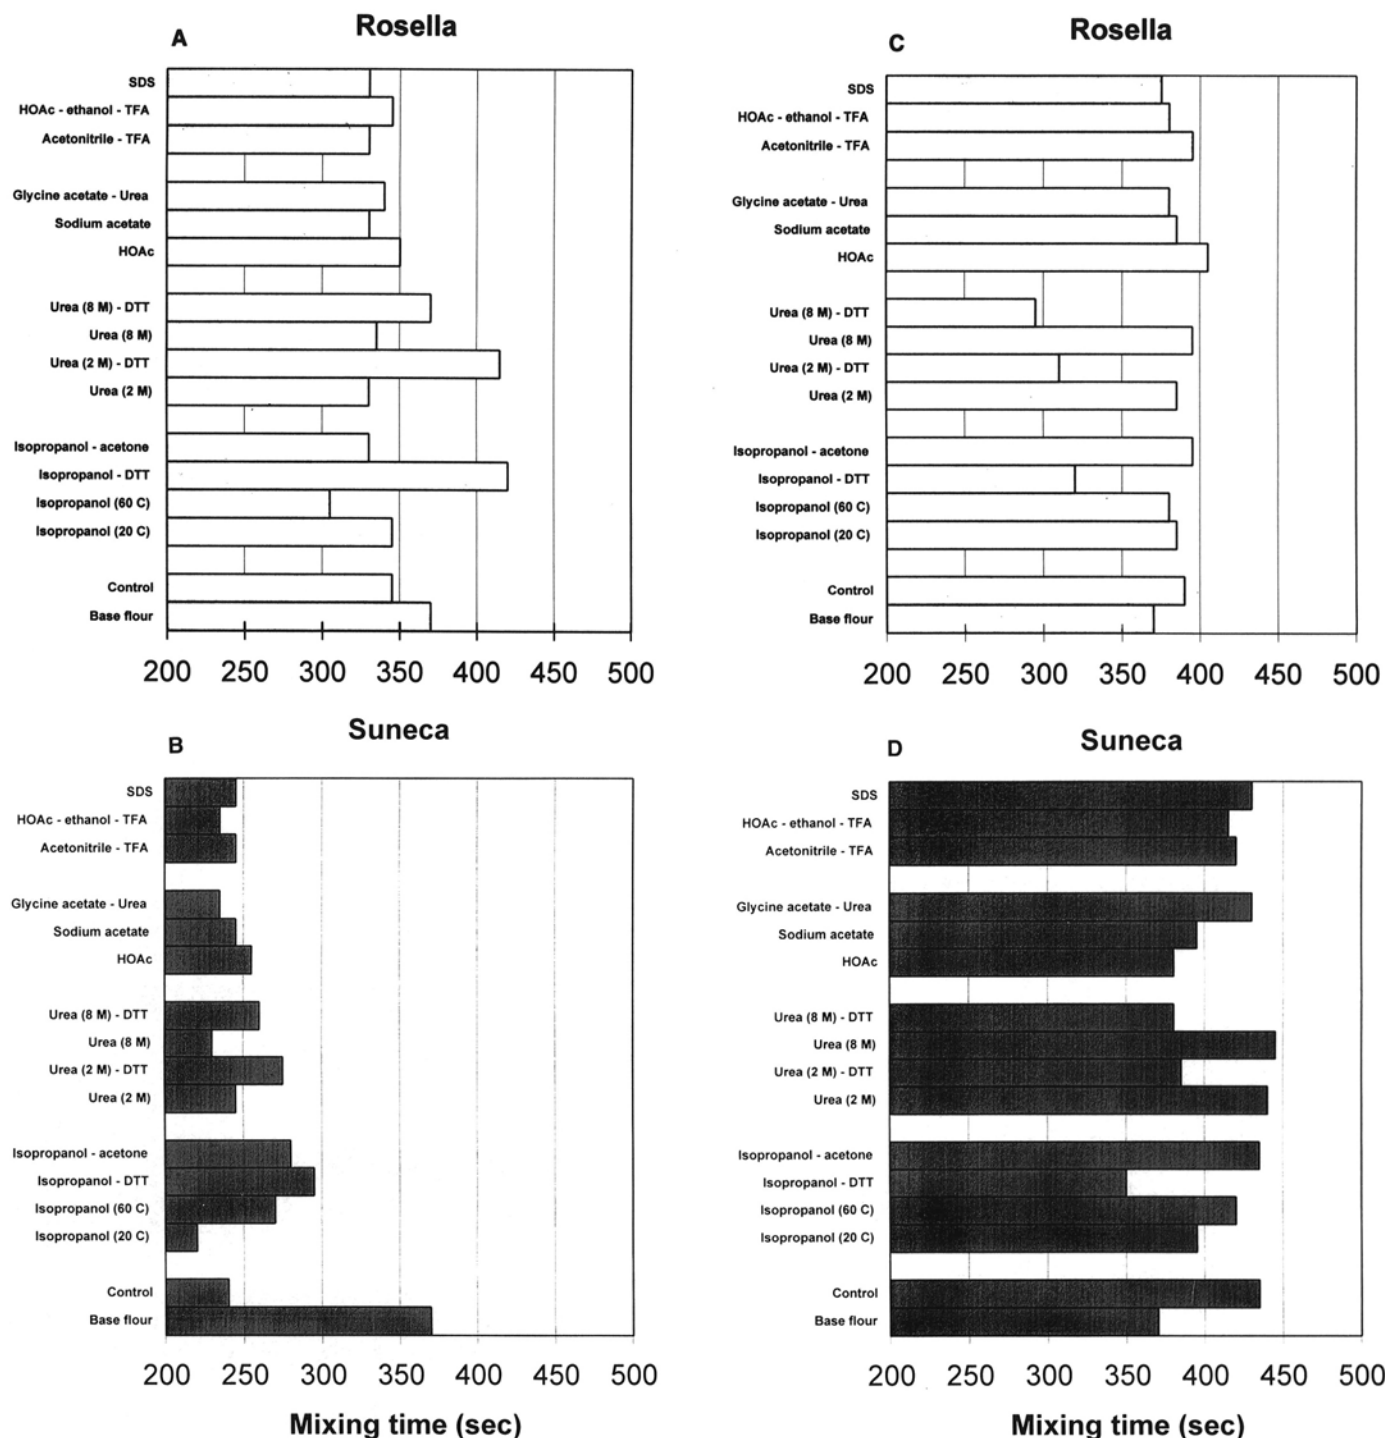 A
Rosella
SDS
HOAc - ethanol - TFA
Acetonitrile - TFA
Glycine acetate - Urea
Sodium acetate
HOAc
Urea (8 M) - DTT
Urea (8 M)
Urea (2 M) - DTT
Urea (2 M)
Isopropanol - acetone
Isopropanol - DTT
Isopropanol (60 C)
Isopropanol (20 C)
Control
Base flour
200 250 300 350 400 450 500
C
Rosella
SDS
HOAc - ethanol - TFA
Acetonitrile - TFA
Glycine acetate - Urea
Sodium acetate
HOAc
Urea (8 M) - DTT
Urea (8 M)
Urea (2 M) - DTT
Urea (2 M)
Isopropanol - acetone
Isopropanol - DTT
Isopropanol (60 C)
Isopropanol (20 C)
Control
Base flour
200 250 300 350 400 450 500
B
Suneca
SDS
HOAc - ethanol - TFA
Acetonitrile - TFA
Glycine acetate - Urea
Sodium acetate
HOAc
Urea (8 M) - DTT
Urea (8 M)
Urea (2 M) - DTT
Urea (2 M)
Isopropanol - acetone
Isopropanol - DTT
Isopropanol (60 C)
Isopropanol (20 C)
Control
Base flour
200 250 300 350 400 450 500
Mixing time (sec)
D
Suneca
SDS
HOAc - ethanol - TFA
Acetonitrile - TFA
Glycine acetate - Urea
Sodium acetate
HOAc
Urea (8 M) - DTT
Urea (8 M)
Urea (2 M) - DTT
Urea (2 M)
Isopropanol - acetone
Isopropanol - DTT
Isopropanol (60 C)
Isopropanol (20 C)
Control
Base flour
200 250 300 350 400 450 500
Mixing time (sec)